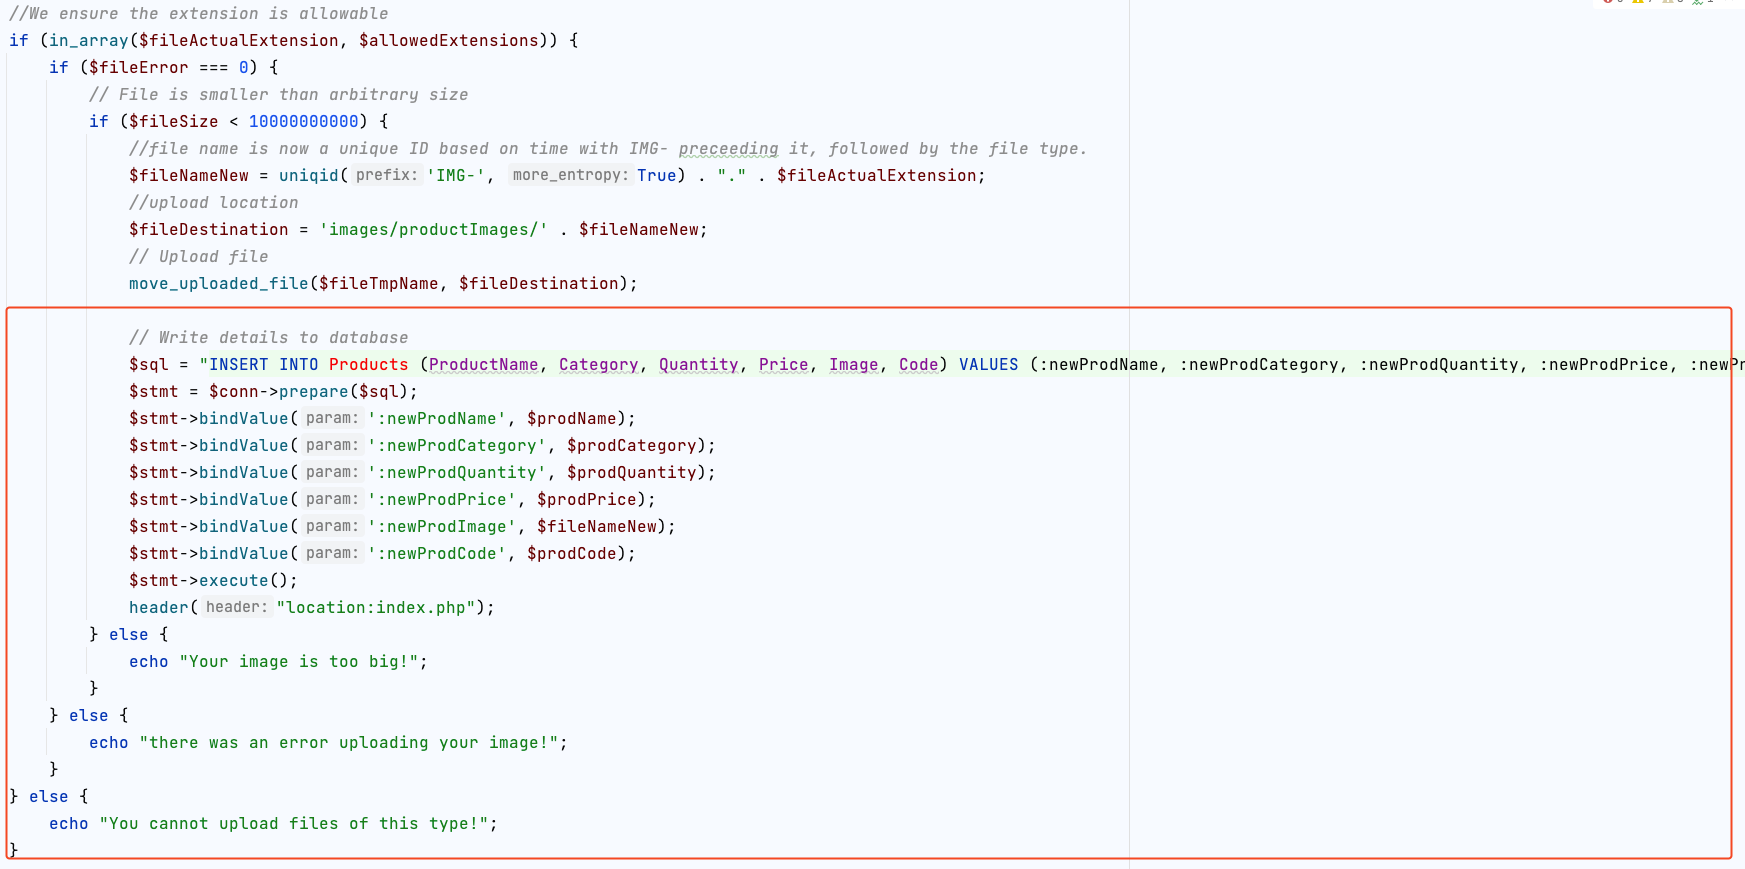 //We ensure the extension is allowable
if (in_array($fileActualExtension, $allowedExtensions)) {
if ($fileError === 0) {
// File is smaller than arbitrary size
if ($fileSize < 10000000000) {
//file name is now a unique ID based on time with IMG- preceeding it, followed by the file type.
$fileNameNew = uniqid( prefix: 'IMG-', more_entropy: True) . "." . $fileActualExtension;
//upload location
$fileDestination = 'images/productImages/' . $fileNameNew;
// Upload file
move_uploaded_file($fileTmpName, $fileDestination);
// Write details to database
$sql = "INSERT INTO Products (ProductName, Category, Quantity, Price, Image, Code) VALUES (:newProdName, :newProdCategory, :newProdQuantity, :newProdPrice, :newPr
$stmt = $conn->prepare($sql);
$stmt->bindValue( param: ':newProdName', $prodName);
$stmt->bindValue( param: ':newProdCategory', $prodCategory);
$stmt->bindValue( param: ':newProdQuantity', $prodQuantity);
$stmt->bindValue( param: ':newProdPrice', $prodPrice);
$stmt->bindValue( param: ':newProdImage', $fileNameNew);
$stmt->bindValue( param: ':newProdCode', $prodCode);
$stmt->execute();
header( header: "location:index.php");
} else {
echo "Your image is too big!";
}
} else {
echo "there was an error uploading your image!";
}
} else {
echo "You cannot upload files of this type!";
}